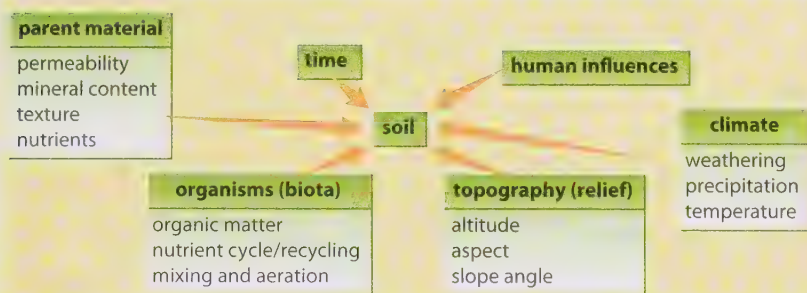 parent material
permeability
mineral content
texture
nutrients
time
human influences
soil
climate
weathering
precipitation
temperature
organisms (biota)
organic matter
nutrient cycle/recycling
mixing and aeration
topography (relief)
altitude
aspect
slope angle